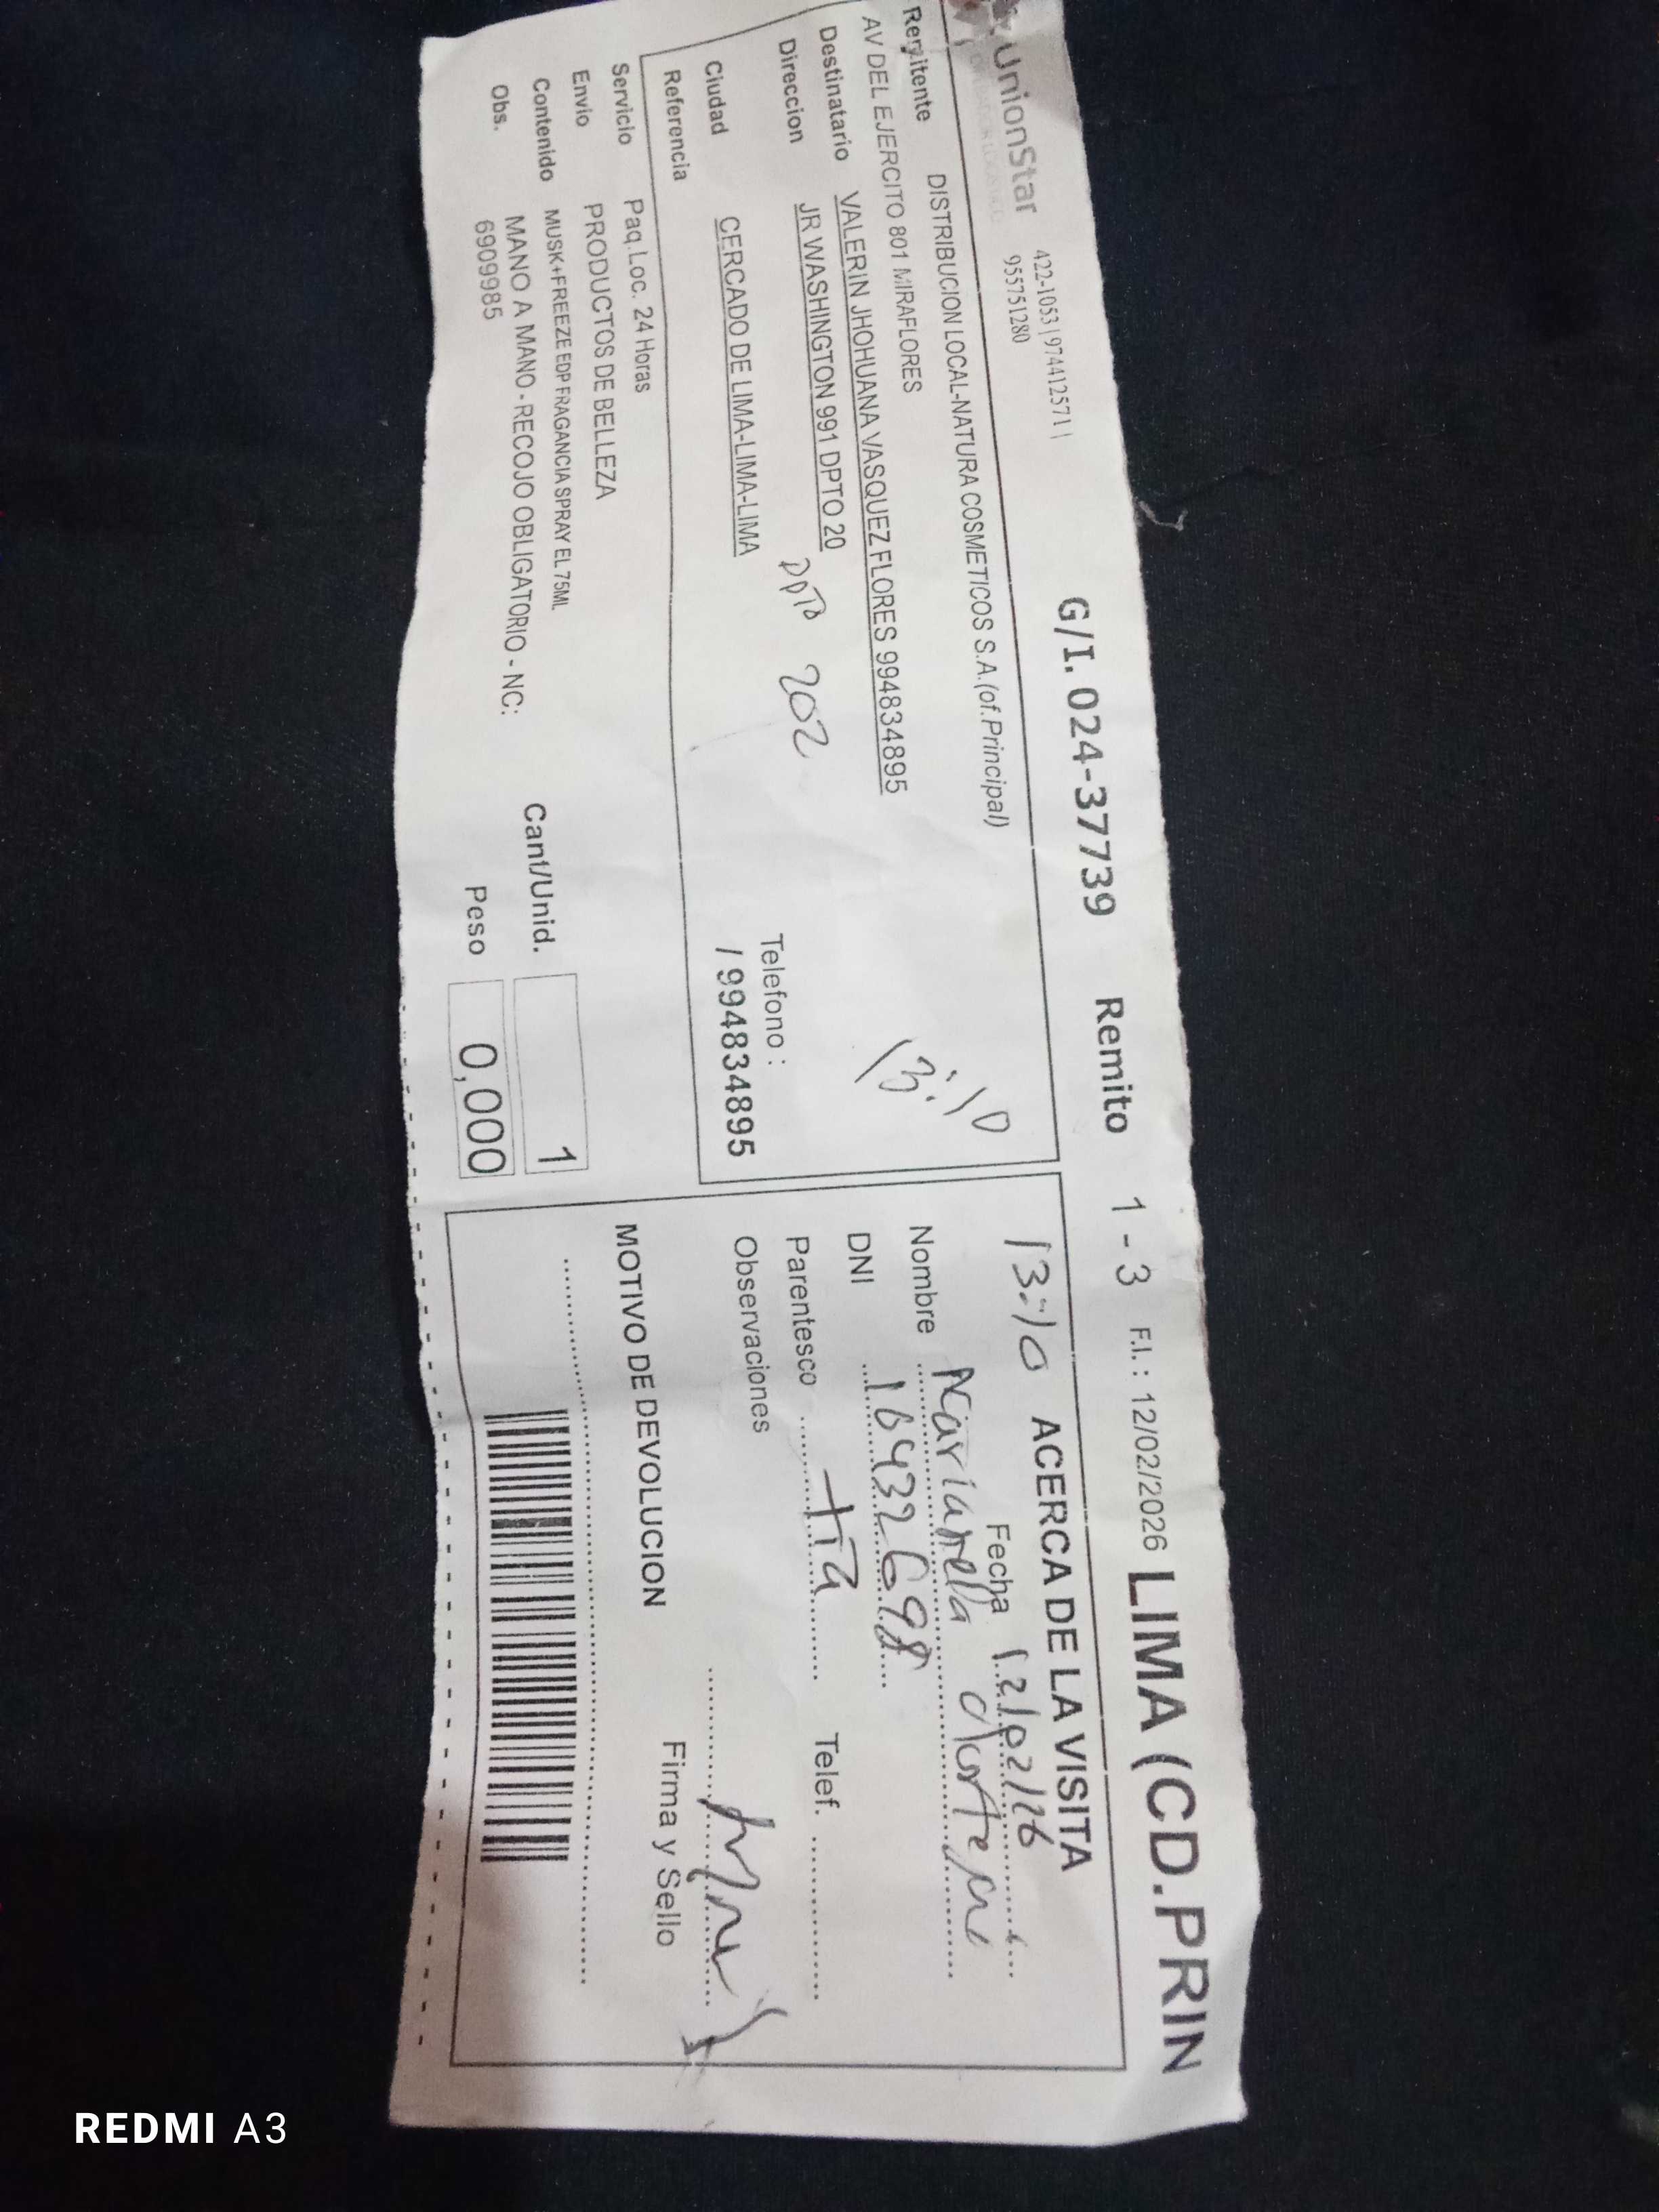 UnionStar
422-1053 | 974412571 |
955751280
G/I. 024-37739 Remito 1 - 3 F.I. : 12/02/2026 LIMA (CD.PRIN
Remitente DISTRIBUCION LOCAL-NATURA COSMETICOS S.A.(of.Principal)
AV DEL EJERCITO 801 MIRAFLORES
Destinatario VALERIN JHOHUANA VASQUEZ FLORES 994834895
13:10
Direccion JR WASHINGTON 991 DPTO 20
DPTO 202
Ciudad CERCADO DE LIMA-LIMA-LIMA
Telefono :
/ 994834895
Referencia
Servicio Paq.Loc. 24 Horas
Envio PRODUCTOS DE BELLEZA
Contenido MUSK+FREEZE EDP FRAGANCIA SPRAY EL 75ML
Obs. MANO A MANO - RECOJO OBLIGATORIO - NC:
6909985
Cant/Unid. 1
Peso 0,000
13:10 ACERCA DE LA VISITA
Fecha 12/02/26
Nombre Marianella
DNI 16432698
Parentesco tia Telef.
Observaciones
Firma y Sello
MOTIVO DE DEVOLUCION
REDMI A3